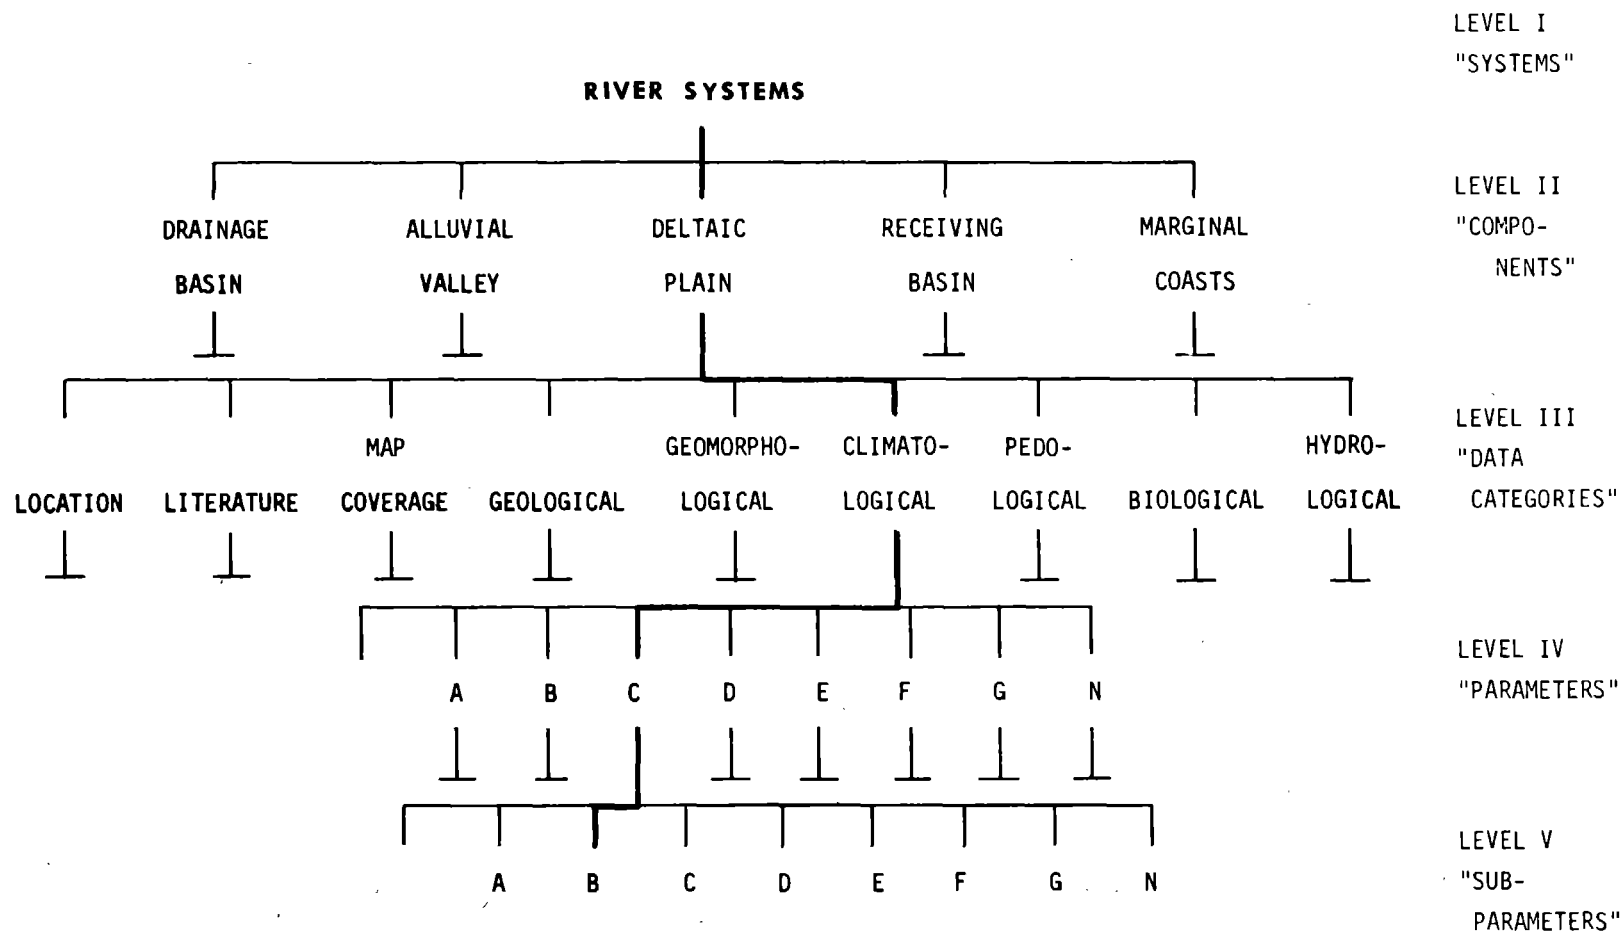 LEVEL I
"SYSTEMS"
RIVER SYSTEMS
LEVEL II
"COMPO-
NENTS"
DRAINAGE ALLUVIAL DELTAIC RECEIVING MARGINAL
BASIN VALLEY PLAIN BASIN COASTS
LEVEL III
"DATA
CATEGORIES"
MAP GEOMORPHO- CLIMATO- PEDO- HYDRO-
LOCATION LITERATURE COVERAGE GEOLOGICAL LOGICAL LOGICAL LOGICAL BIOLOGICAL LOGICAL
LEVEL IV
"PARAMETERS"
A B C D E F G N
LEVEL V
"SUB-
PARAMETERS"
A B C D E F G N